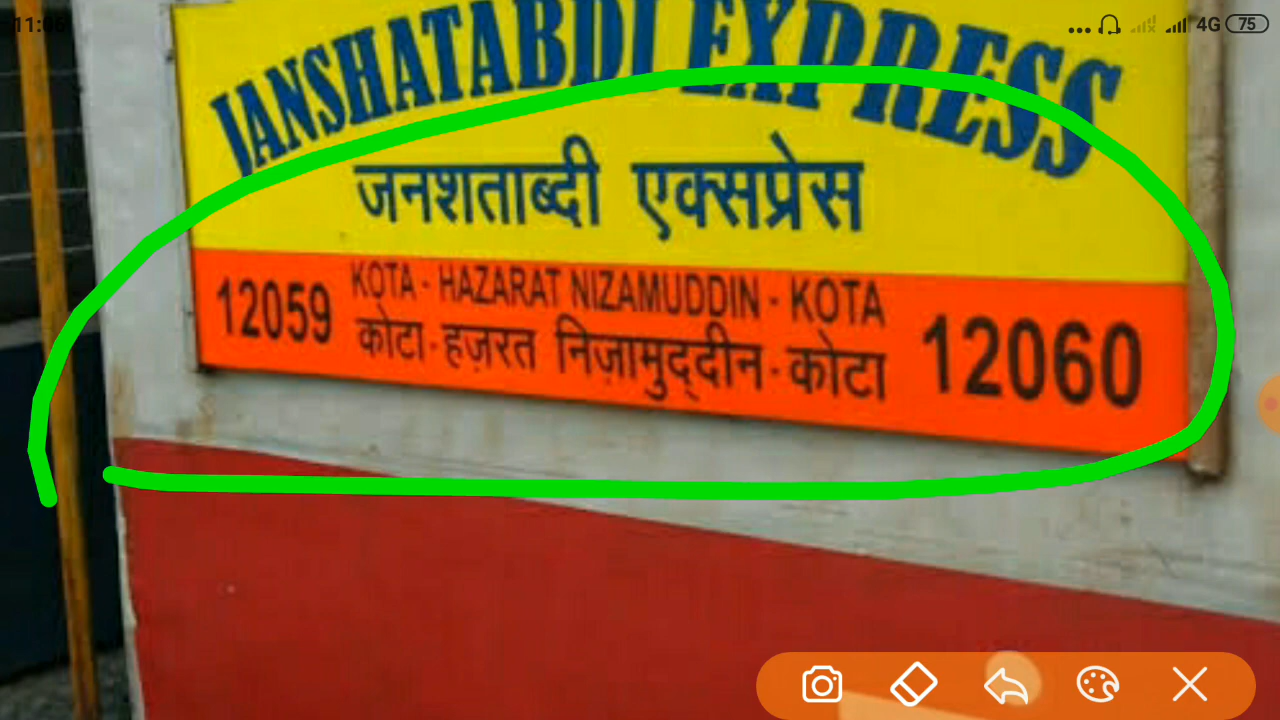 JANSHATABDI EXPRESS
जनशताब्दी एक्सप्रेस
12059 KOTA - HAZARAT NIZAMUDDIN - KOTA 12060
कोटा - हज़रत निज़ामुद्दीन - कोटा
4G 75